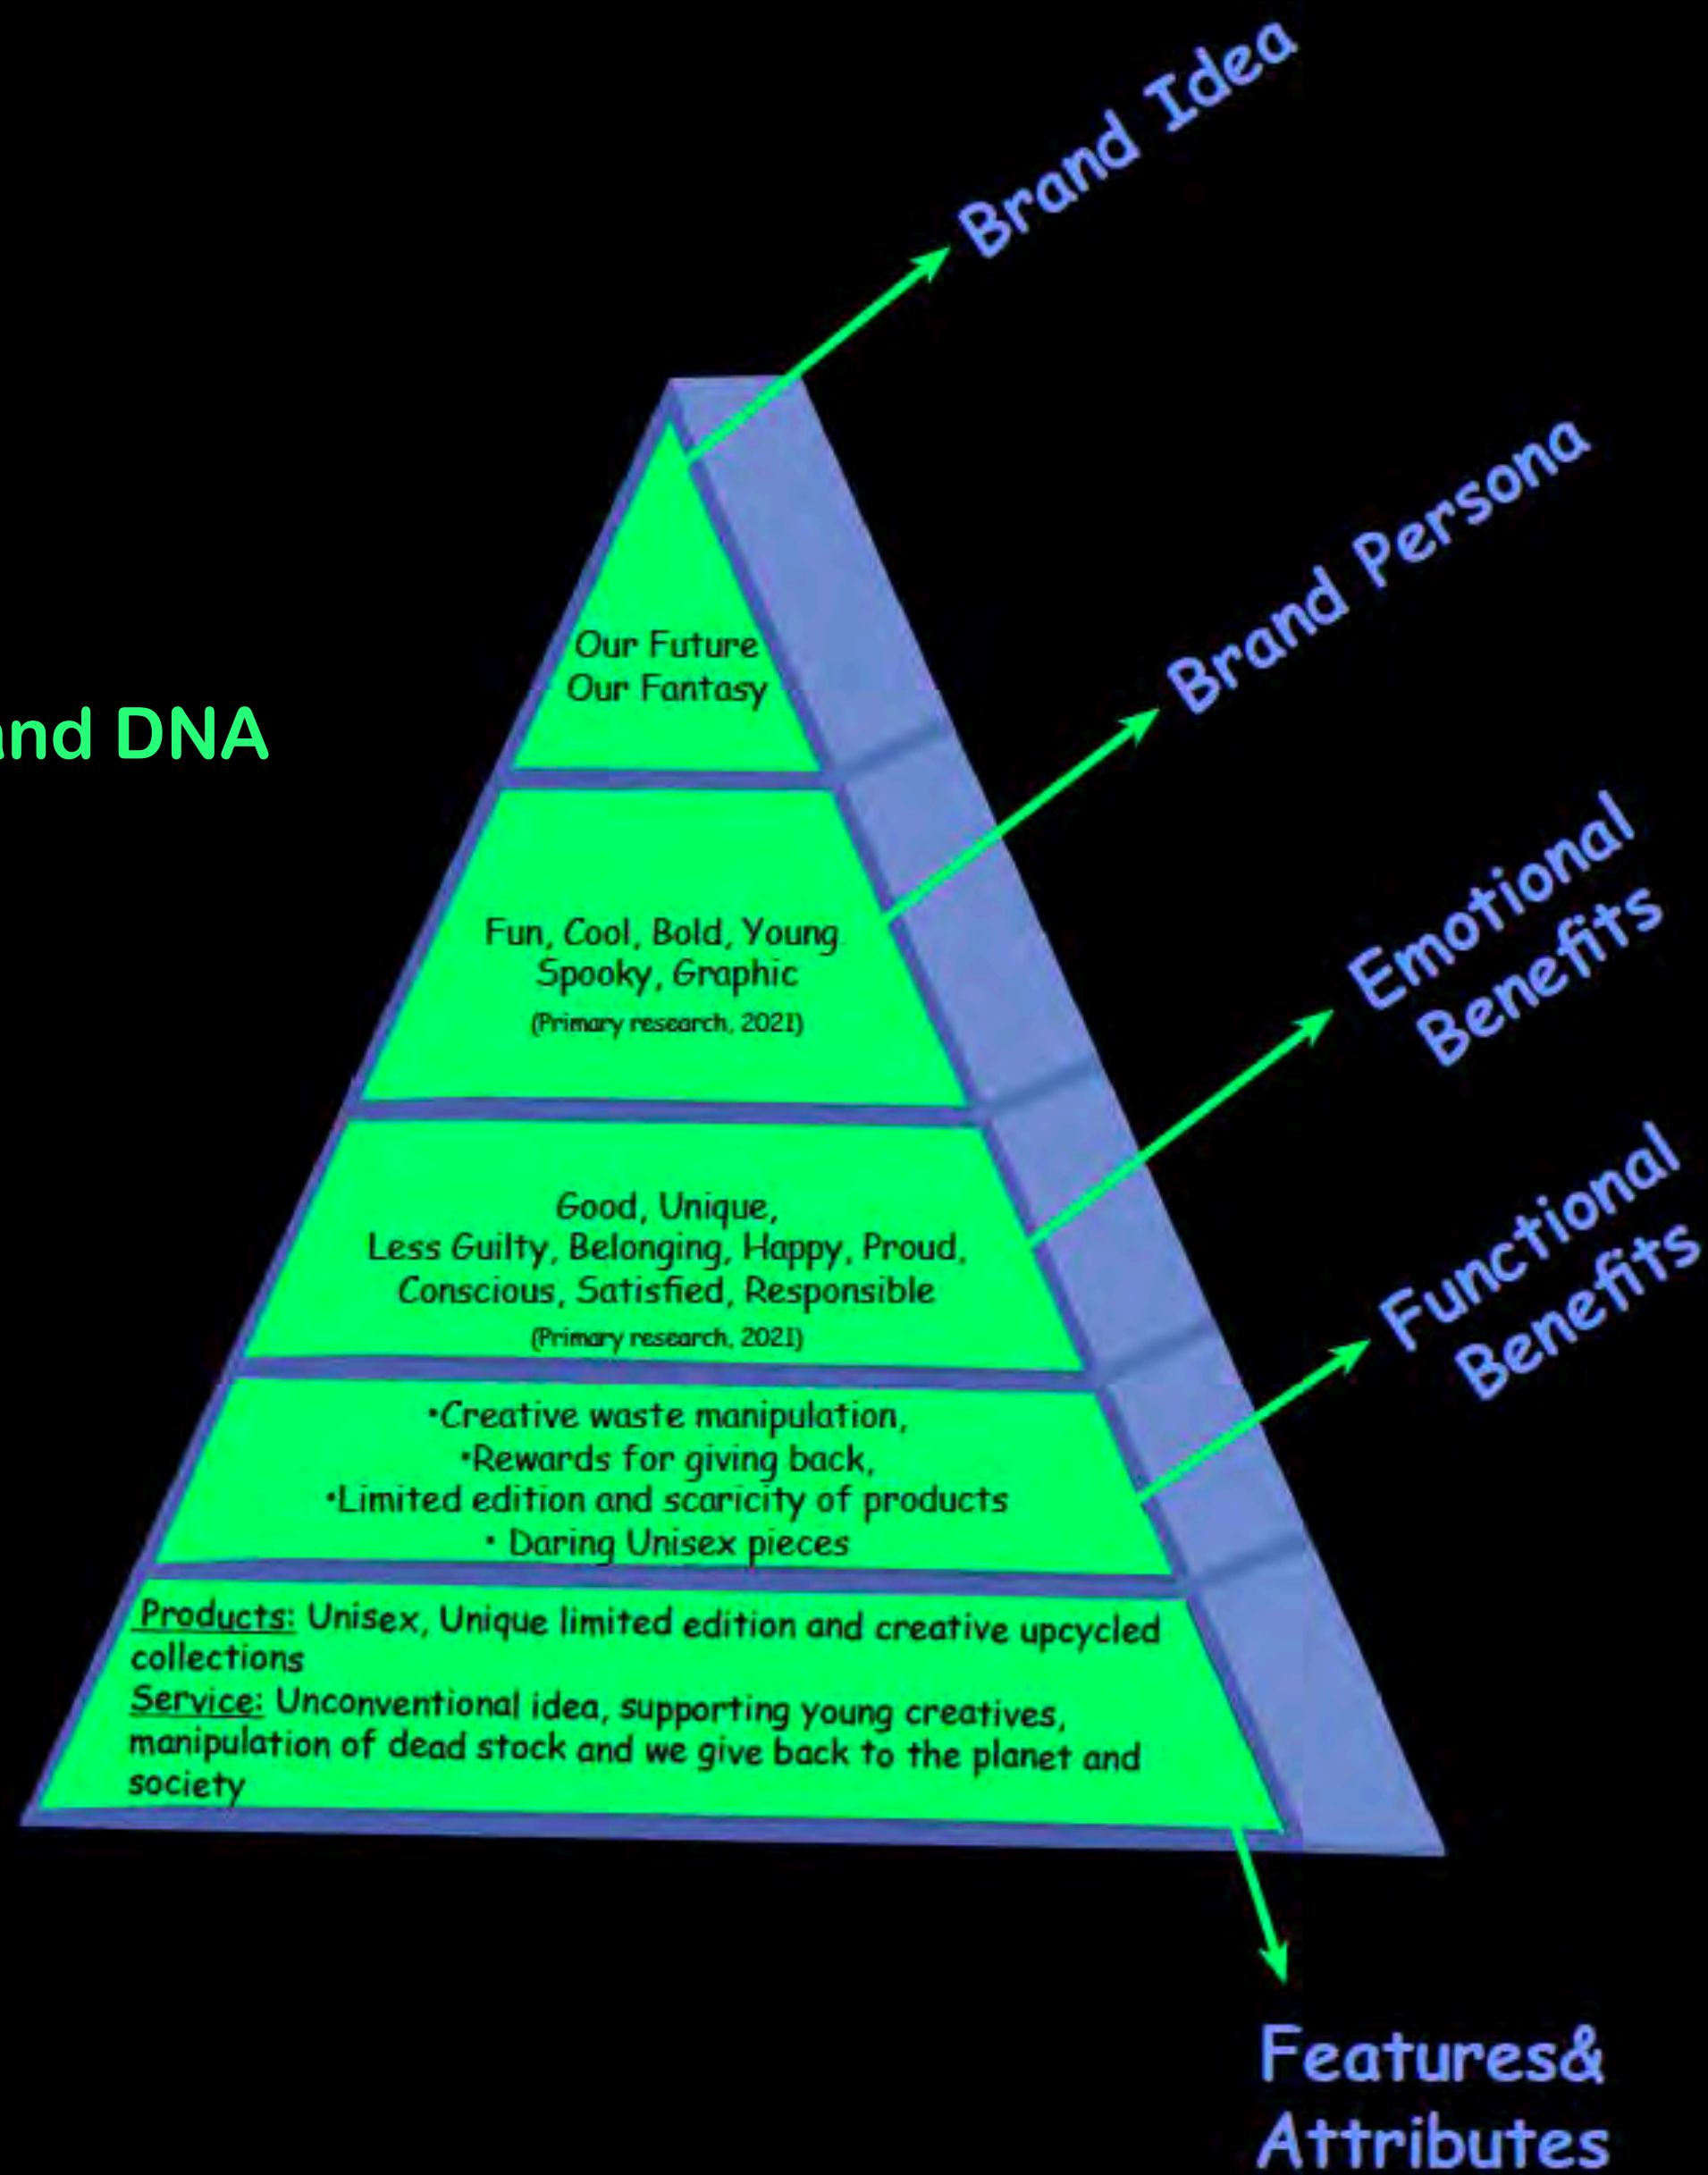 Brand Idea
Our Future
Our Fantasy
Brand Persona
DNA
Fun, Cool, Bold, Young
Spooky, Graphic
(Primary research, 2021)
Emotional
Benefits
Good, Unique,
Less Guilty, Belonging, Happy, Proud,
Conscious, Satisfied, Responsible
(Primary research, 2021)
Functional
Benefits
•Creative waste manipulation,
•Rewards for giving back,
•Limited edition and scaricity of products
• Daring Unisex pieces
Products: Unisex, Unique limited edition and creative upcycled
collections
Service: Unconventional idea, supporting young creatives,
manipulation of dead stock and we give back to the planet and
society
Features&
Attributes